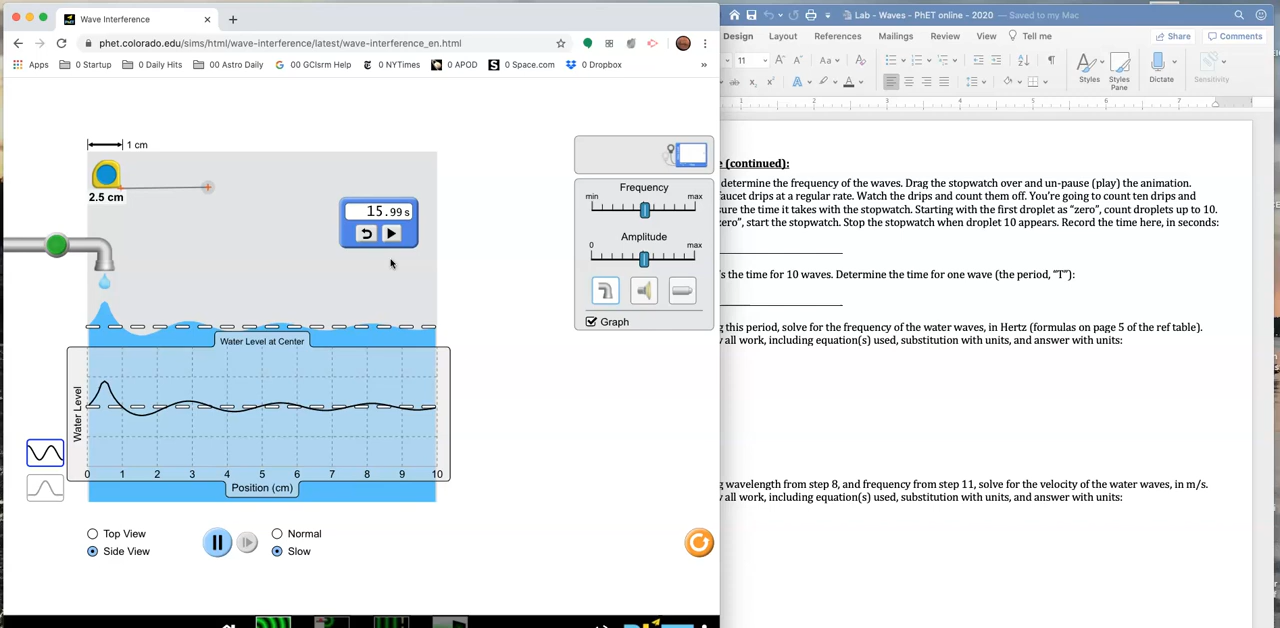 Wave Interference
Lab - Waves - PhET online - 2020 — Saved to my Mac
phet.colorado.edu/sims/html/wave-interference/latest/wave-interference_en.html
Design Layout References Mailings Review View Tell me Share Comments
Apps 0 Startup 0 Daily Hits 0 Astro Daily 00 GClsrm Help 0 NYTimes 0 APOD 0 Space.com 0 Dropbox »
11 Aa
Styles Styles Pane Dictate Sensitivity
1 2 3 4 5 6 7
1 cm
2.5 cm
15.99 s
Frequency
min max
Amplitude
0 max
Graph
Water Level at Center
Water Level
0 1 2 3 4 5 6 7 8 9 10
Position (cm)
Top View
Side View
Normal
Slow
e (continued):
determine the frequency of the waves. Drag the stopwatch over and un-pause (play) the animation.
faucet drips at a regular rate. Watch the drips and count them off. You're going to count ten drips and
sure the time it takes with the stopwatch. Starting with the first droplet as "zero", count droplets up to 10.
zero", start the stopwatch. Stop the stopwatch when droplet 10 appears. Record the time here, in seconds:
's the time for 10 waves. Determine the time for one wave (the period, "T"):
g this period, solve for the frequency of the water waves, in Hertz (formulas on page 5 of the ref table).
v all work, including equation(s) used, substitution with units, and answer with units:
g wavelength from step 8, and frequency from step 11, solve for the velocity of the water waves, in m/s.
v all work, including equation(s) used, substitution with units, and answer with units: